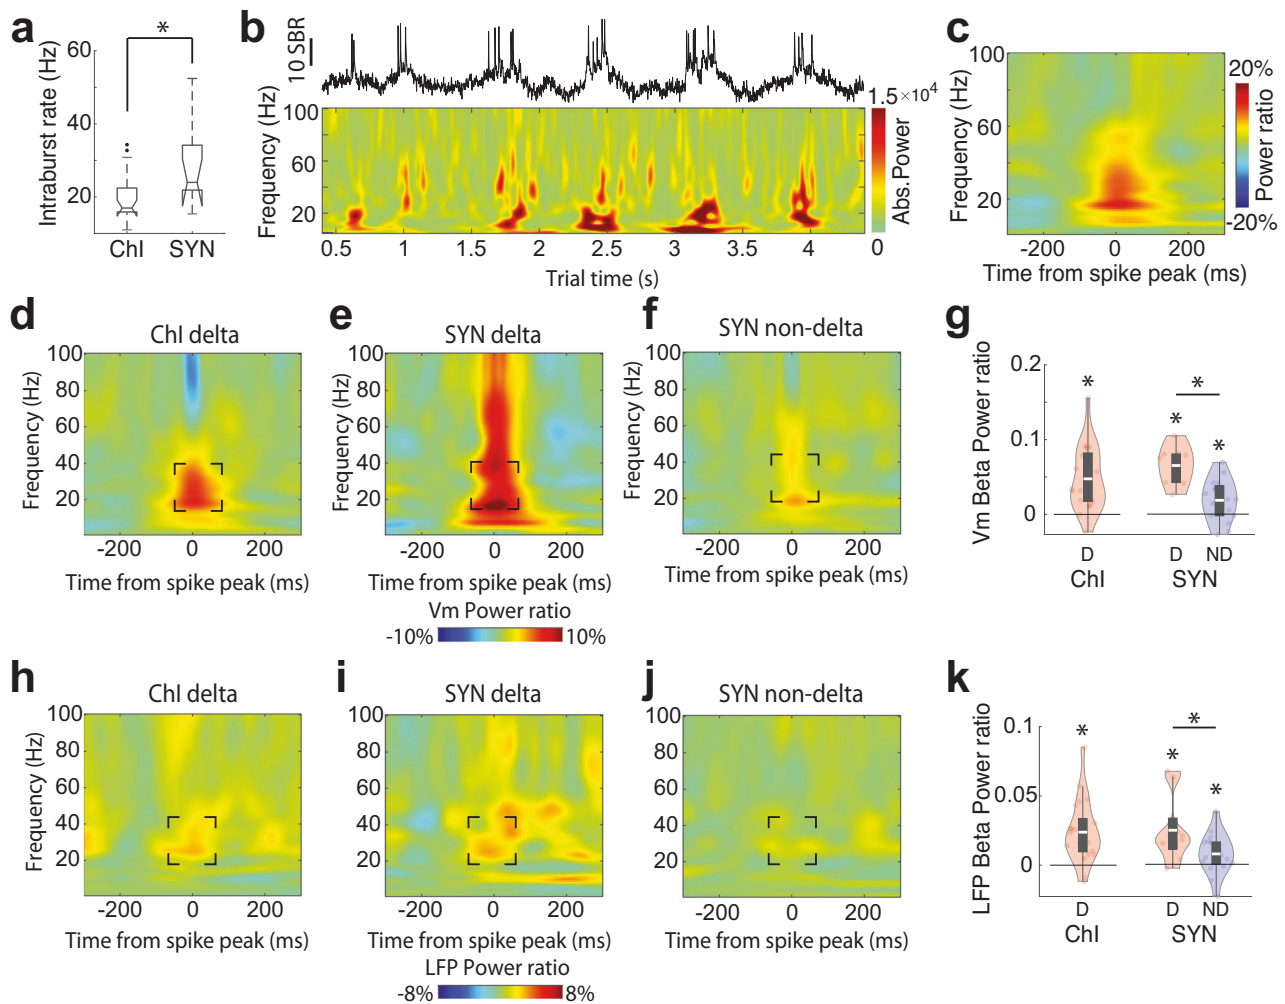 a
Intraburst rate (Hz)
60
40
20
*
ChI
SYN
b
10 SBR
Frequency (Hz)
100
60
20
0.5
1
1.5
2
2.5
3
3.5
4
Trial time (s)
1.5×10⁴
Abs.Power
0
c
Frequency (Hz)
100
60
20
-200
0
200
Time from spike peak (ms)
20%
Power ratio
-20%
d
ChI delta
Frequency (Hz)
100
80
60
40
20
-200
0
200
Time from spike peak (ms)
e
SYN delta
Frequency (Hz)
100
80
60
40
20
-200
0
200
Time from spike peak (ms)
Vm Power ratio
-10%
10%
f
SYN non-delta
Frequency (Hz)
100
80
60
40
20
-200
0
200
Time from spike peak (ms)
g
Vm Beta Power ratio
0.2
0.1
0
*
*
*
*
D
D
ND
ChI
SYN
h
ChI delta
Frequency (Hz)
100
80
60
40
20
-200
0
200
Time from spike peak (ms)
i
SYN delta
100
80
60
40
20
-200
0
200
Time from spike peak (ms)
LFP Power ratio
-8%
8%
j
SYN non-delta
100
80
60
40
20
-200
0
200
Time from spike peak (ms)
k
LFP Beta Power ratio
0.1
0.05
0
*
*
*
*
D
D
ND
ChI
SYN